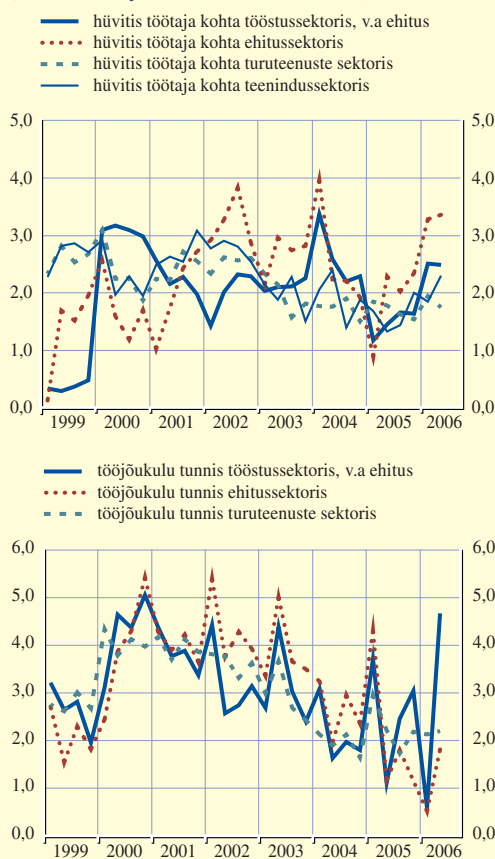 hüvitis töötaja kohta tööstussektoris, v.a ehitus
hüvitis töötaja kohta ehitussektoris
hüvitis töötaja kohta turuteenuste sektoris
hüvitis töötaja kohta teenindussektoris
5,0 5,0
4,0 4,0
3,0 3,0
2,0 2,0
1,0 1,0
0,0 0,0
1999 2000 2001 2002 2003 2004 2005 2006
tööjõukulu tunnis tööstussektoris, v.a ehitus
tööjõukulu tunnis ehitussektoris
tööjõukulu tunnis turuteenuste sektoris
6,0 6,0
5,0 5,0
4,0 4,0
3,0 3,0
2,0 2,0
1,0 1,0
0,0 0,0
1999 2000 2001 2002 2003 2004 2005 2006